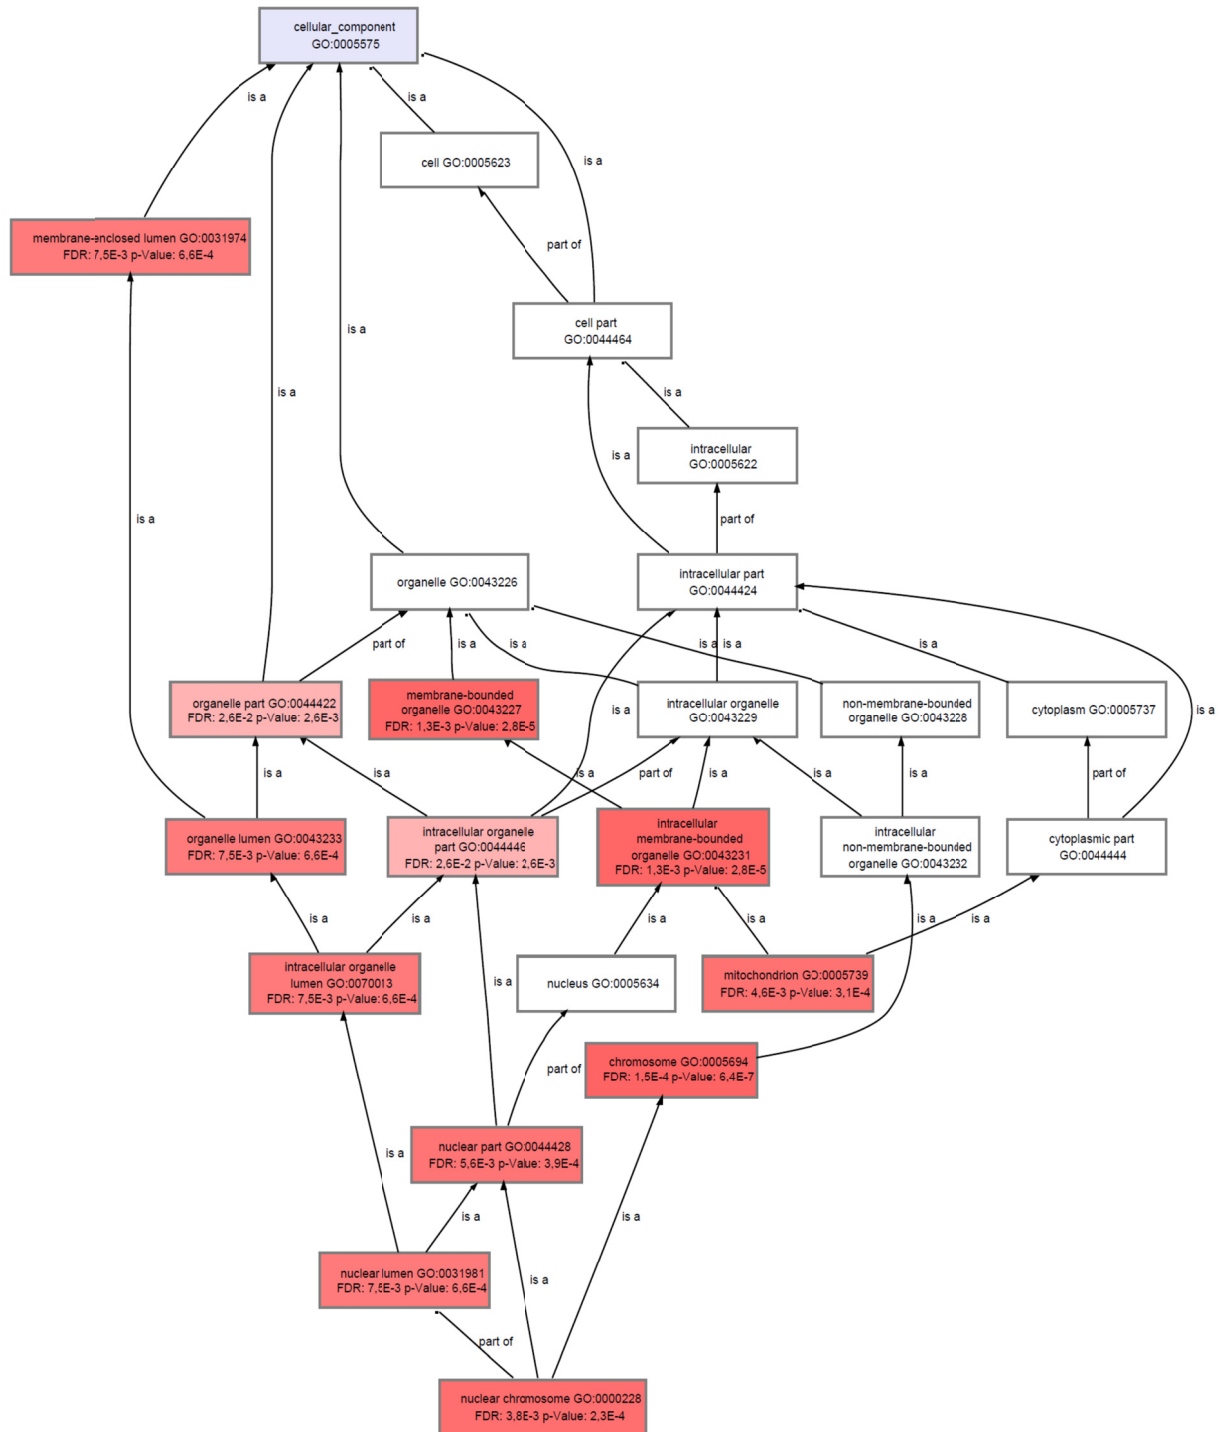 cellular_component
GO:0005575
is a
is a
cell GO:0005623
is a
membrane-enclosed lumen GO:0031974
FDR: 7,5E-3 p-Value: 6,6E-4
part of
cell part
GO:0044464
is a
is a
is a
intracellular
GO:0005622
is a
is a
part of
organelle GO:0043226
intracellular part
GO:0044424
part of
is a
is a
is a
is a
organelle part GO:0044422
FDR: 2,6E-2 p-Value: 2,6E-3
membrane-bounded
organelle GO:0043227
FDR: 1,3E-3 p-Value: 2,8E-5
is a
intracellular organelle
GO:0043229
non-membrane-bounded
organelle GO:0043228
cytoplasm GO:0005737
is a
is a
is a
is a
part of
is a
is a
is a
part of
organelle lumen GO:0043233
FDR: 7,5E-3 p-Value: 6,6E-4
intracellular organelle
part GO:0044446
FDR: 2,6E-2 p-Value: 2,6E-3
intracellular
membrane-bounded
organelle GO:0043231
FDR: 1,3E-3 p-Value: 2,8E-5
intracellular
non-membrane-bounded
organelle GO:0043232
cytoplasmic part
GO:0044444
is a
is a
is a
is a
is a
is a
intracellular organelle
lumen GO:0070013
FDR: 7,5E-3 p-Value: 6,6E-4
is a
nucleus GO:0005634
mitochondrion GO:0005739
FDR: 4,6E-3 p-Value: 3,1E-4
part of
chromosome GO:0005694
FDR: 1,5E-4 p-Value: 6,4E-7
is a
nuclear part GO:0044428
FDR: 5,6E-3 p-Value: 3,9E-4
is a
is a
nuclear lumen GO:0031981
FDR: 7,5E-3 p-Value: 6,6E-4
is a
part of
nuclear chromosome GO:0000228
FDR: 3,8E-3 p-Value: 2,3E-4